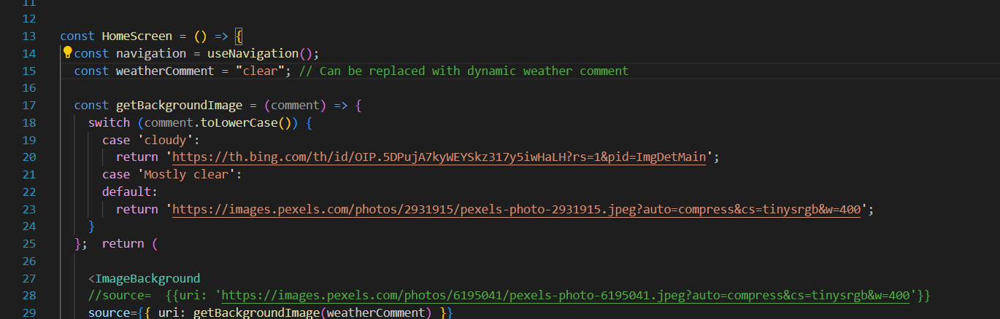 11
12
13 const HomeScreen = () => {
14 const navigation = useNavigation();
15 const weatherComment = "clear"; // Can be replaced with dynamic weather comment
16
17 const getBackgroundImage = (comment) => {
18 switch (comment.toLowerCase()) {
19 case 'cloudy':
20 return 'https://th.bing.com/th/id/OIP.5DPujA7kyWEYSkz317y5iwHaLH?rs=1&pid=ImgDetMain';
21 case 'Mostly clear':
22 default:
23 return 'https://images.pexels.com/photos/2931915/pexels-photo-2931915.jpeg?auto=compress&cs=tinysrgb&w=400';
24 }
25 }; return (
26
27 <ImageBackground
28 //source= {{uri: 'https://images.pexels.com/photos/6195041/pexels-photo-6195041.jpeg?auto=compress&cs=tinysrgb&w=400'}}
29 source={{ uri: getBackgroundImage(weatherComment) }}